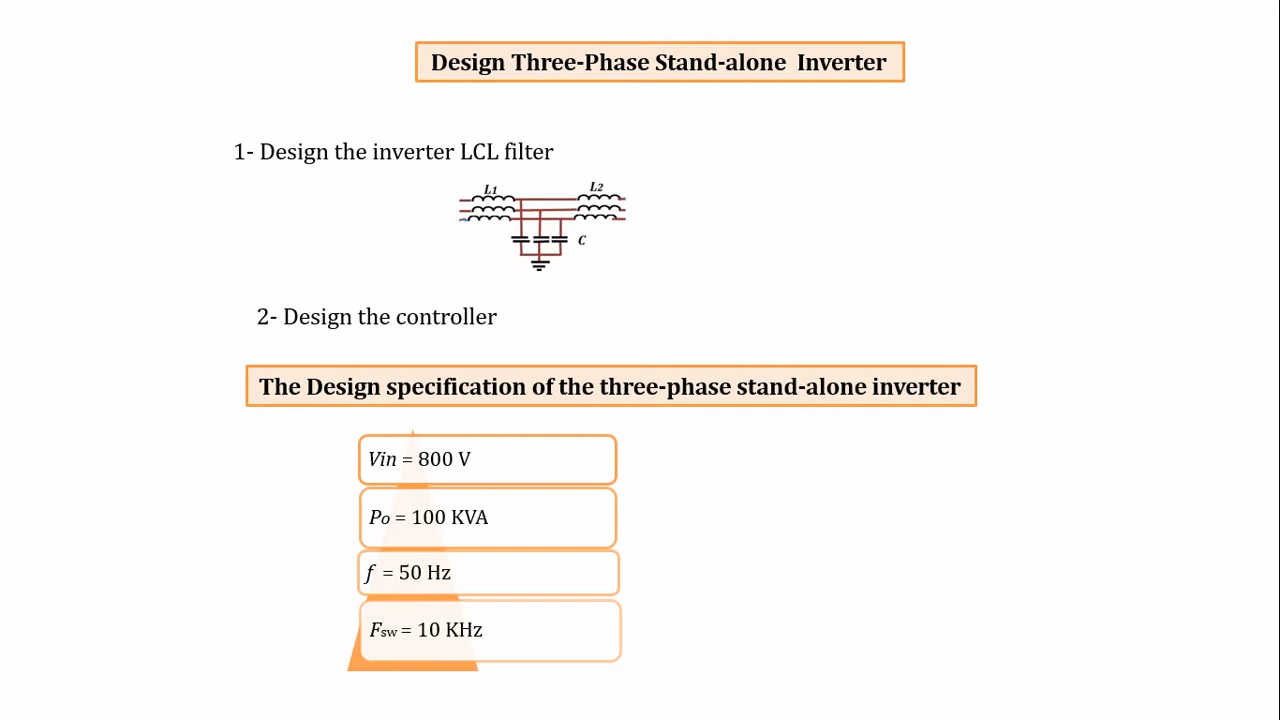 Design Three-Phase Stand-alone Inverter
1- Design the inverter LCL filter
L1
L2
C
2- Design the controller
The Design specification of the three-phase stand-alone inverter
Vin = 800 V
Po = 100 KVA
f = 50 Hz
Fsw = 10 KHz